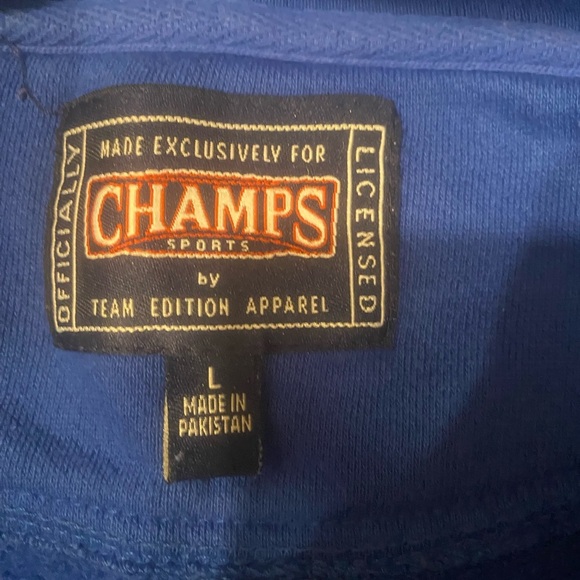 OFFICIALLY
MADE EXCLUSIVELY FOR
CHAMPS
SPORTS
by
TEAM EDITION APPAREL
LICENSED
L
MADE IN
PAKISTAN